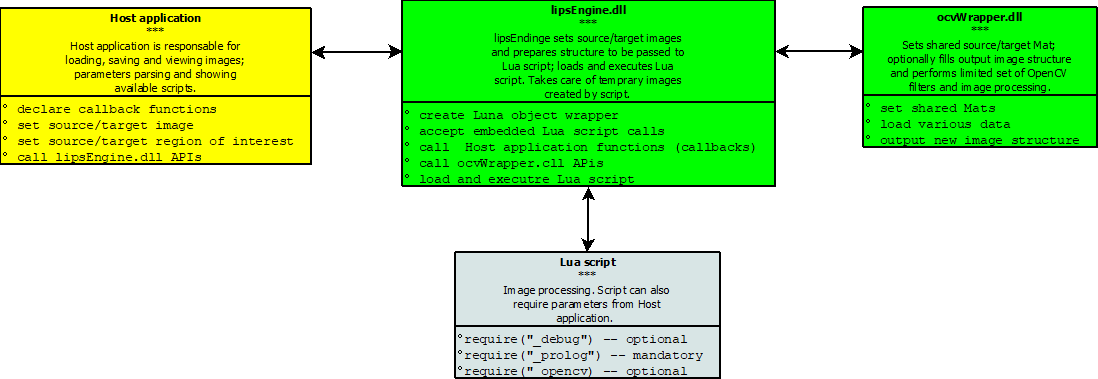 Host application
***
Host application is responsable for
loading, saving and viewing images;
parameters parsing and showing
available scripts.
° declare callback functions
° set source/target image
° set source/target region of interest
° call lipsEngine.dll APIs
lipsEngine.dll
***
lipsEndinge sets source/target images
and prepares structure to be passed to
Lua script; loads and executes Lua
script. Takes care of temprary images
created by script.
° create Luna object wrapper
° accept embedded Lua script calls
° call  Host application functions (callbacks)
° call ocvWrapper.cll APis
° load and executre Lua script
ocvWrapper.dll
***
Sets shared source/target Mat;
optionally fills output image structure
and performs limited set of OpenCV
filters and image processing.
° set shared Mats
° load various data
° output new image structure
Lua script
***
Image processing. Script can also
require parameters from Host
application.
°require("_debug") -- optional
°require("_prolog") -- mandatory
°require("_opencv) -- optional